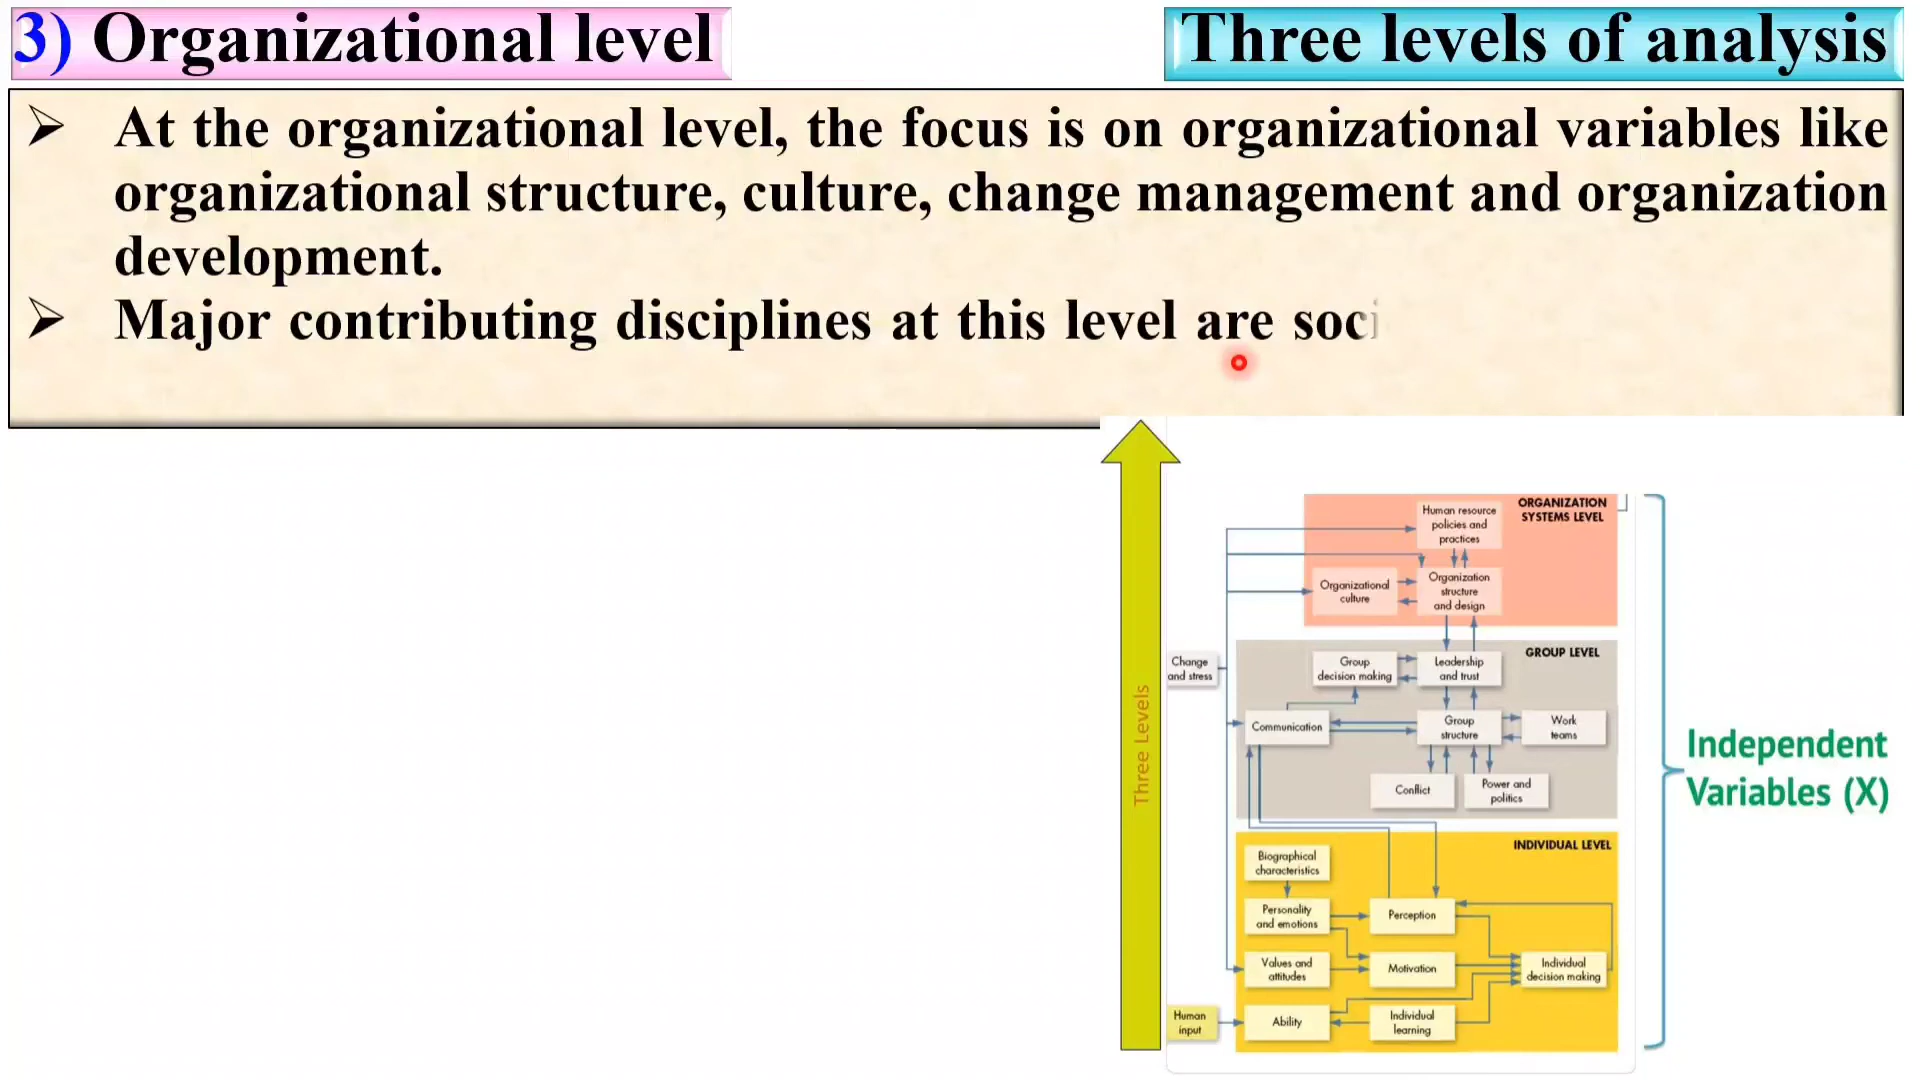 3) Organizational level
Three levels of analysis
➢ At the organizational level, the focus is on organizational variables like
organizational structure, culture, change management and organization
development.
➢ Major contributing disciplines at this level are soci
Three Levels
ORGANIZATION
SYSTEMS LEVEL
Human resource
policies and
practices
Organizational
culture
Organization
structure
and design
GROUP LEVEL
Change
and stress
Group
decision making
Leadership
and trust
Communication
Group
structure
Work
teams
Conflict
Power and
politics
INDIVIDUAL LEVEL
Biographical
characteristics
Personality
and emotions
Perception
Values and
attitudes
Motivation
Individual
decision making
Human
input
Ability
Individual
learning
Independent
Variables (X)